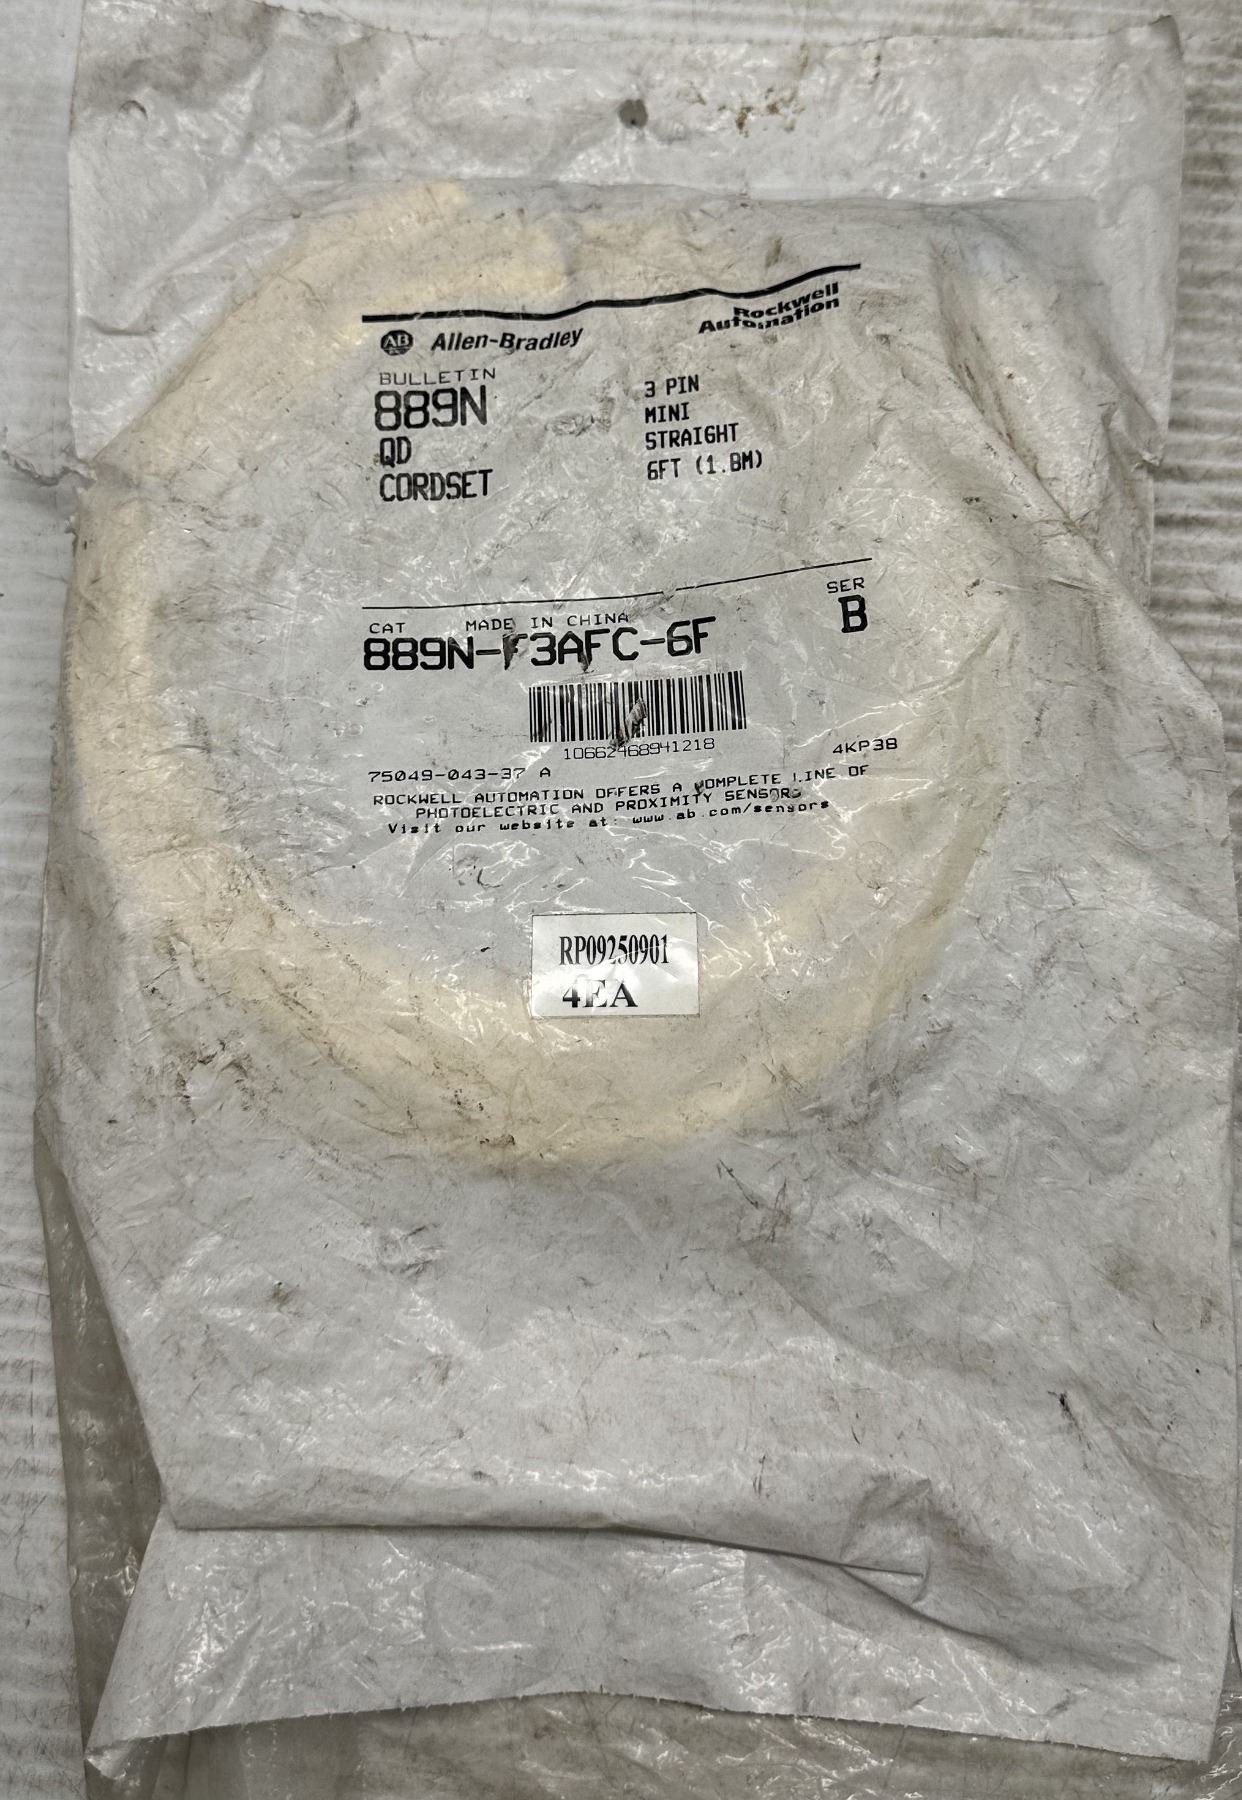 AB Allen-Bradley
Rockwell
Automation
BULLETIN
889N
QD
CORDSET
3 PIN
MINI
STRAIGHT
6FT (1.8M)
CAT MADE IN CHINA
889N-F3AFC-6F
SER
B
10662468941218
4KP38
75049-043-37 A
ROCKWELL AUTOMATION OFFERS A COMPLETE LINE OF
PHOTOELECTRIC AND PROXIMITY SENSORS
Visit our website at: www.ab.com/sensors
RP09250901
4EA